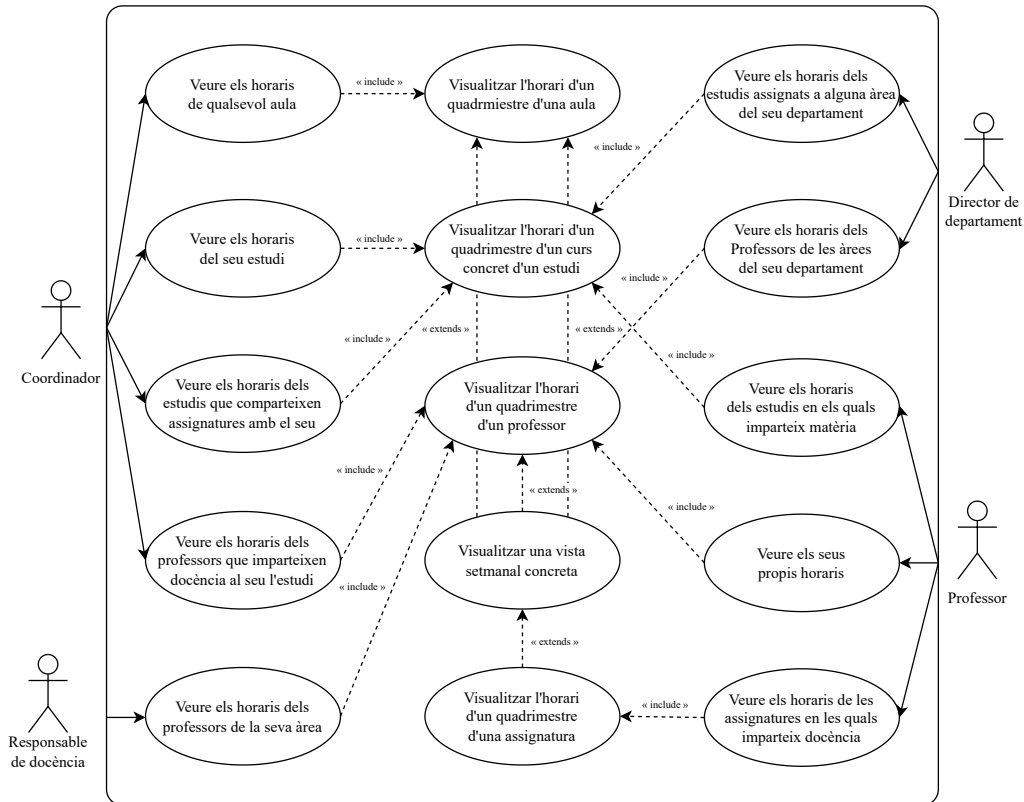 Veure els horaris
de qualsevol aula
« include »
Visualitzar l'horari d'un
quadrmiestre d'una aula
Veure els horaris dels
estudis assignats a alguna àrea
del seu departament
« include »
Director de
departament
Veure els horaris
del seu estudi
« include »
Visualitzar l'horari d'un
quadrimestre d'un curs
concret d'un estudi
Veure els horaris dels
Professors de les àrees
del seu departament
« include »
Coordinador
« include »
« extends »
« extends »
« include »
Veure els horaris dels
estudis que comparteixen
assignatures amb el seu
Visualitzar l'horari
d'un quadrimestre
d'un professor
Veure els horaris
dels estudis en els quals
imparteix matèria
« include »
« extends »
« include »
Veure els horaris dels
professors que imparteixen
docència al seu l'estudi
« include »
Visualitzar una vista
setmanal concreta
Veure els seus
propis horaris
Professor
« extends »
Responsable
de docència
Veure els horaris dels
professors de la seva àrea
Visualitzar l'horari
d'un quadrimestre
d'una assignatura
« include »
Veure els horaris de les
assignatures en les quals
imparteix docència